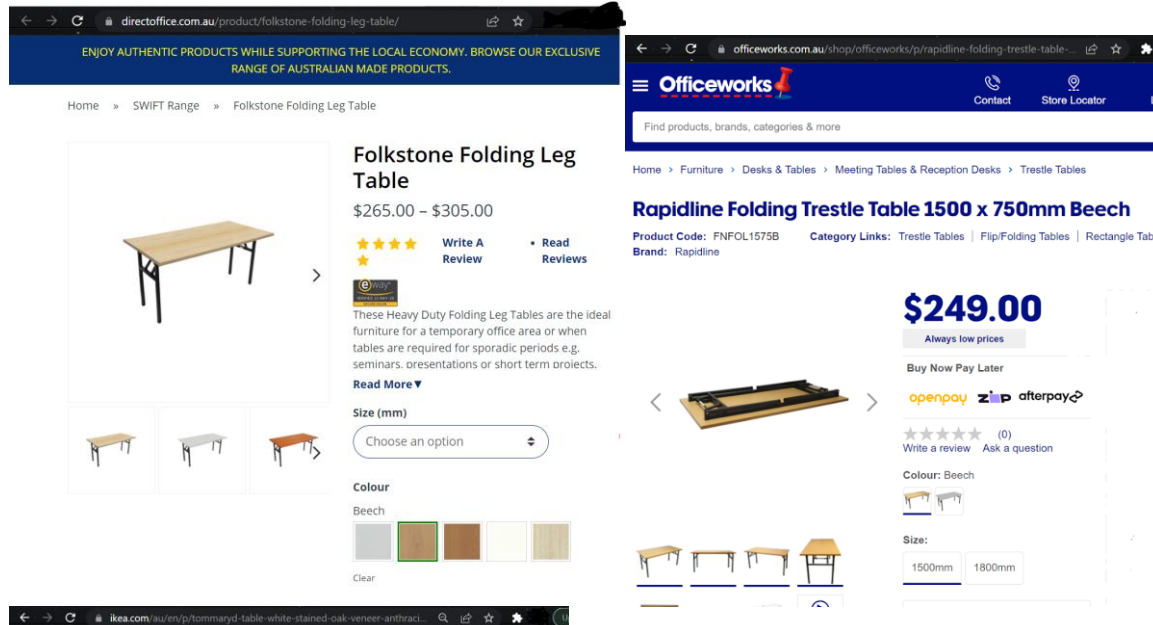 directoffice.com.au/product/folkstone-folding-leg-table/
ENJOY AUTHENTIC PRODUCTS WHILE SUPPORTING THE LOCAL ECONOMY. BROWSE OUR EXCLUSIVE
RANGE OF AUSTRALIAN MADE PRODUCTS.
Home » SWIFT Range » Folkstone Folding Leg Table
Folkstone Folding Leg
Table
$265.00 – $305.00
Write A
Review
• Read
Reviews
eway
These Heavy Duty Folding Leg Tables are the ideal
furniture for a temporary office area or when
tables are required for sporadic periods e.g.
seminars, presentations or short term projects.
Read More ▼
Size (mm)
Choose an option
Colour
Beech
Clear
ikea.com/au/en/p/tommaryd-table-white-stained-oak-veneer-anthraci...
officeworks.com.au/shop/officeworks/p/rapidline-folding-trestle-table-...
Officeworks
Contact
Store Locator
Find products, brands, categories & more
Home > Furniture > Desks & Tables > Meeting Tables & Reception Desks > Trestle Tables
Rapidline Folding Trestle Table 1500 x 750mm Beech
Product Code: FNFOL1575B Category Links: Trestle Tables | Flip/Folding Tables | Rectangle Tab
Brand: Rapidline
$249.00
Always low prices
Buy Now Pay Later
openpay zip afterpay
(0)
Write a review Ask a question
Colour: Beech
Size:
1500mm 1800mm